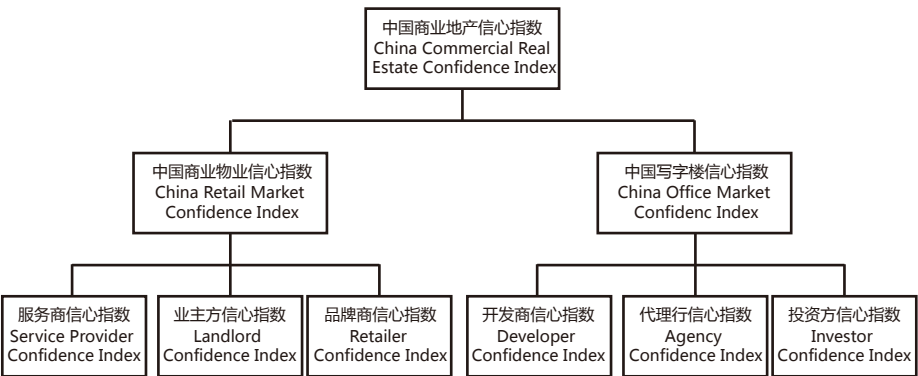 中国商业地产信心指数
China Commercial Real
Estate Confidence Index
中国商业物业信心指数
China Retail Market
Confidence Index
中国写字楼信心指数
China Office Market
Confidenc Index
服务商信心指数
Service Provider
Confidence Index
业主方信心指数
Landlord
Confidence Index
品牌商信心指数
Retailer
Confidence Index
开发商信心指数
Developer
Confidence Index
代理行信心指数
Agency
Confidence Index
投资方信心指数
Investor
Confidence Index